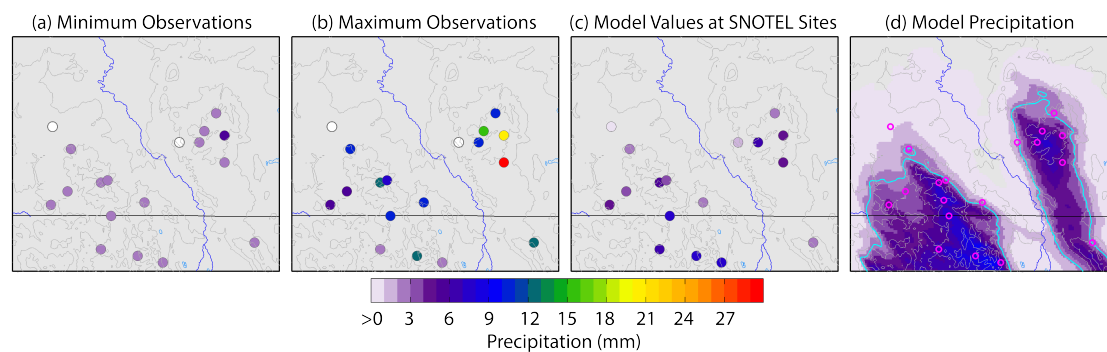 (a) Minimum Observations
(b) Maximum Observations
(c) Model Values at SNOTEL Sites
(d) Model Precipitation
>0 3 6 9 12 15 18 21 24 27
Precipitation (mm)